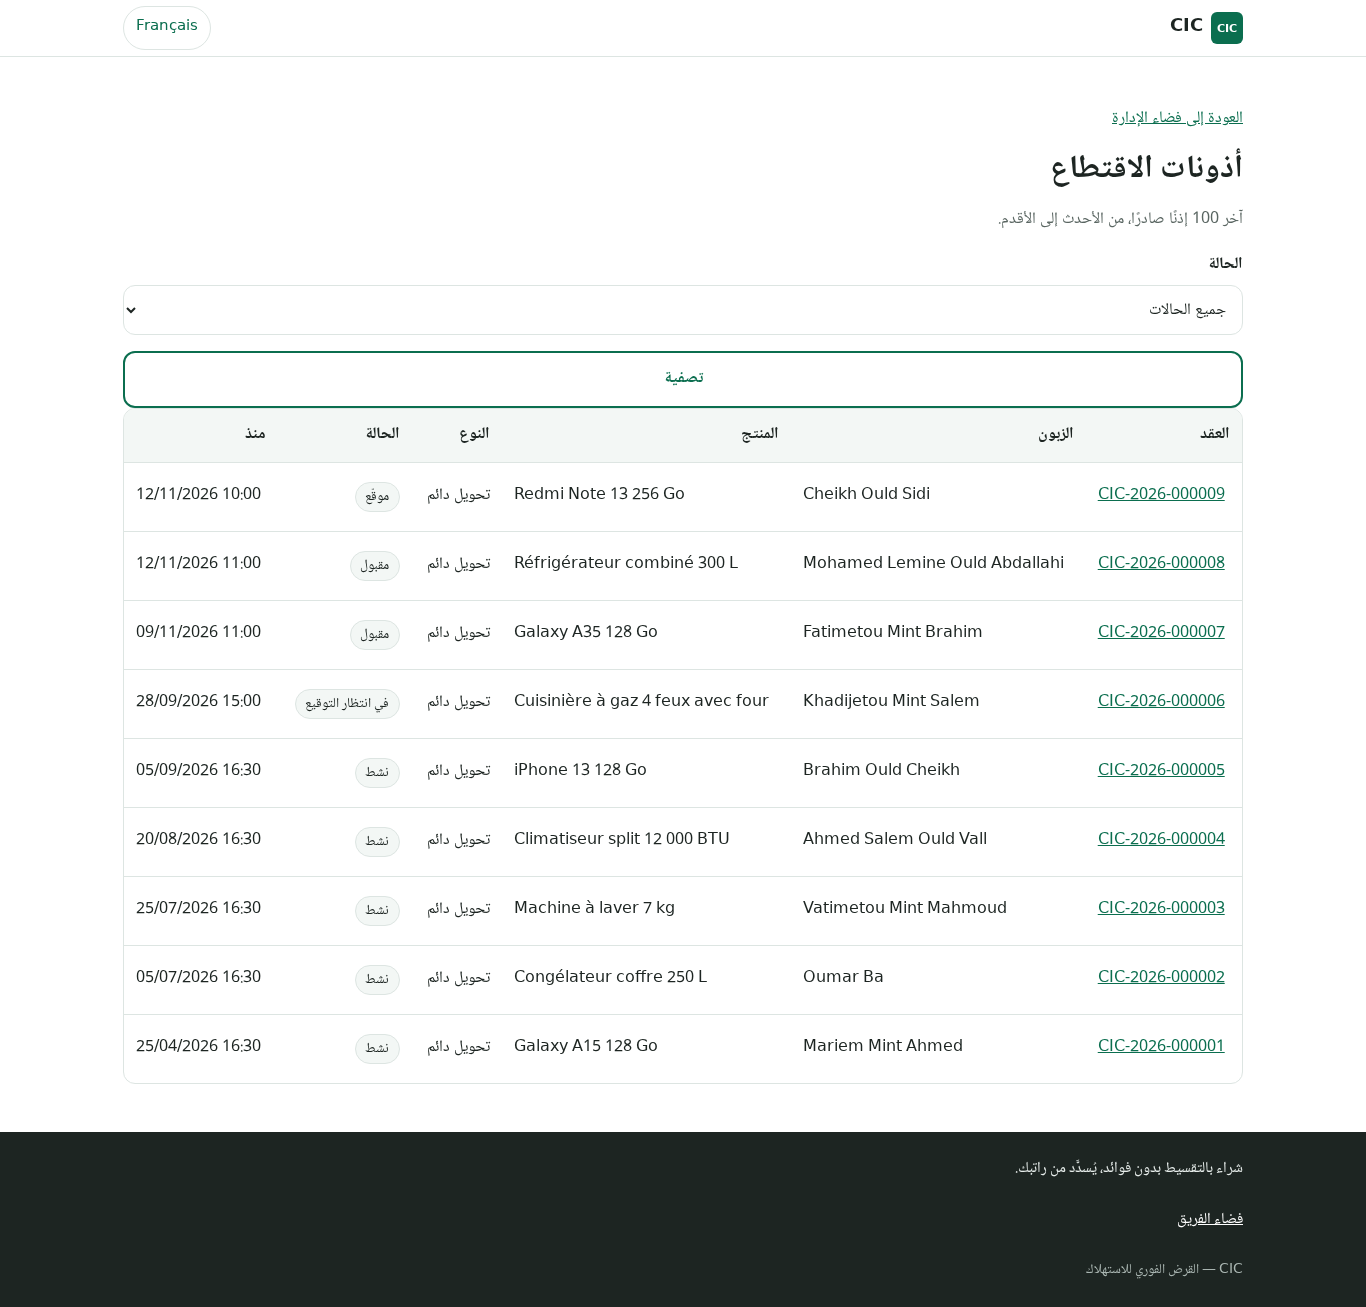 CIC CIC Français
العودة إلى فضاء الإدارة
أذونات الاقتطاع
آخر 100 إذنًا صادرًا، من الأحدث إلى الأقدم.
الحالة
جميع الحالات
تصفية
العقد الزبون المنتج النوع الحالة منذ
CIC-2026-000009 Cheikh Ould Sidi Redmi Note 13 256 Go تحويل دائم موقّع 12/11/2026 10:00
CIC-2026-000008 Mohamed Lemine Ould Abdallahi Réfrigérateur combiné 300 L تحويل دائم مقبول 12/11/2026 11:00
CIC-2026-000007 Fatimetou Mint Brahim Galaxy A35 128 Go تحويل دائم مقبول 09/11/2026 11:00
CIC-2026-000006 Khadijetou Mint Salem Cuisinière à gaz 4 feux avec four تحويل دائم في انتظار التوقيع 28/09/2026 15:00
CIC-2026-000005 Brahim Ould Cheikh iPhone 13 128 Go تحويل دائم نشط 05/09/2026 16:30
CIC-2026-000004 Ahmed Salem Ould Vall Climatiseur split 12 000 BTU تحويل دائم نشط 20/08/2026 16:30
CIC-2026-000003 Vatimetou Mint Mahmoud Machine à laver 7 kg تحويل دائم نشط 25/07/2026 16:30
CIC-2026-000002 Oumar Ba Congélateur coffre 250 L تحويل دائم نشط 05/07/2026 16:30
CIC-2026-000001 Mariem Mint Ahmed Galaxy A15 128 Go تحويل دائم نشط 25/04/2026 16:30
شراء بالتقسيط بدون فوائد، يُسدَّد من راتبك.
فضاء الفريق
CIC — القرض الفوري للاستهلاك